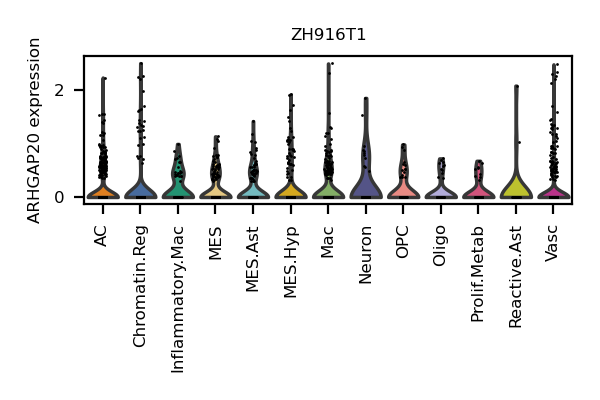 ZH916T1
ARHGAP20 expression
2
0
AC
Chromatin.Reg
Inflammatory.Mac
MES
MES.Ast
MES.Hyp
Mac
Neuron
OPC
Oligo
Prolif.Metab
Reactive.Ast
Vasc